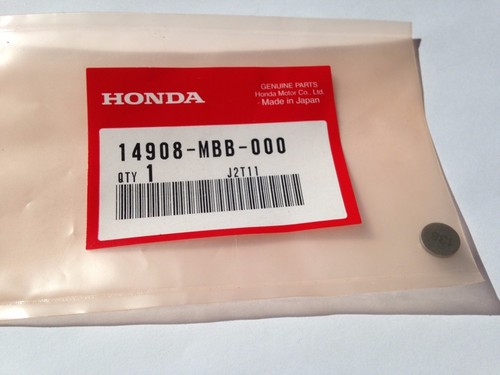 HONDA
GENUINE PARTS
Honda Motor Co., Ltd.
Made in Japan
14908-MBB-000
QTY 1 J2T11